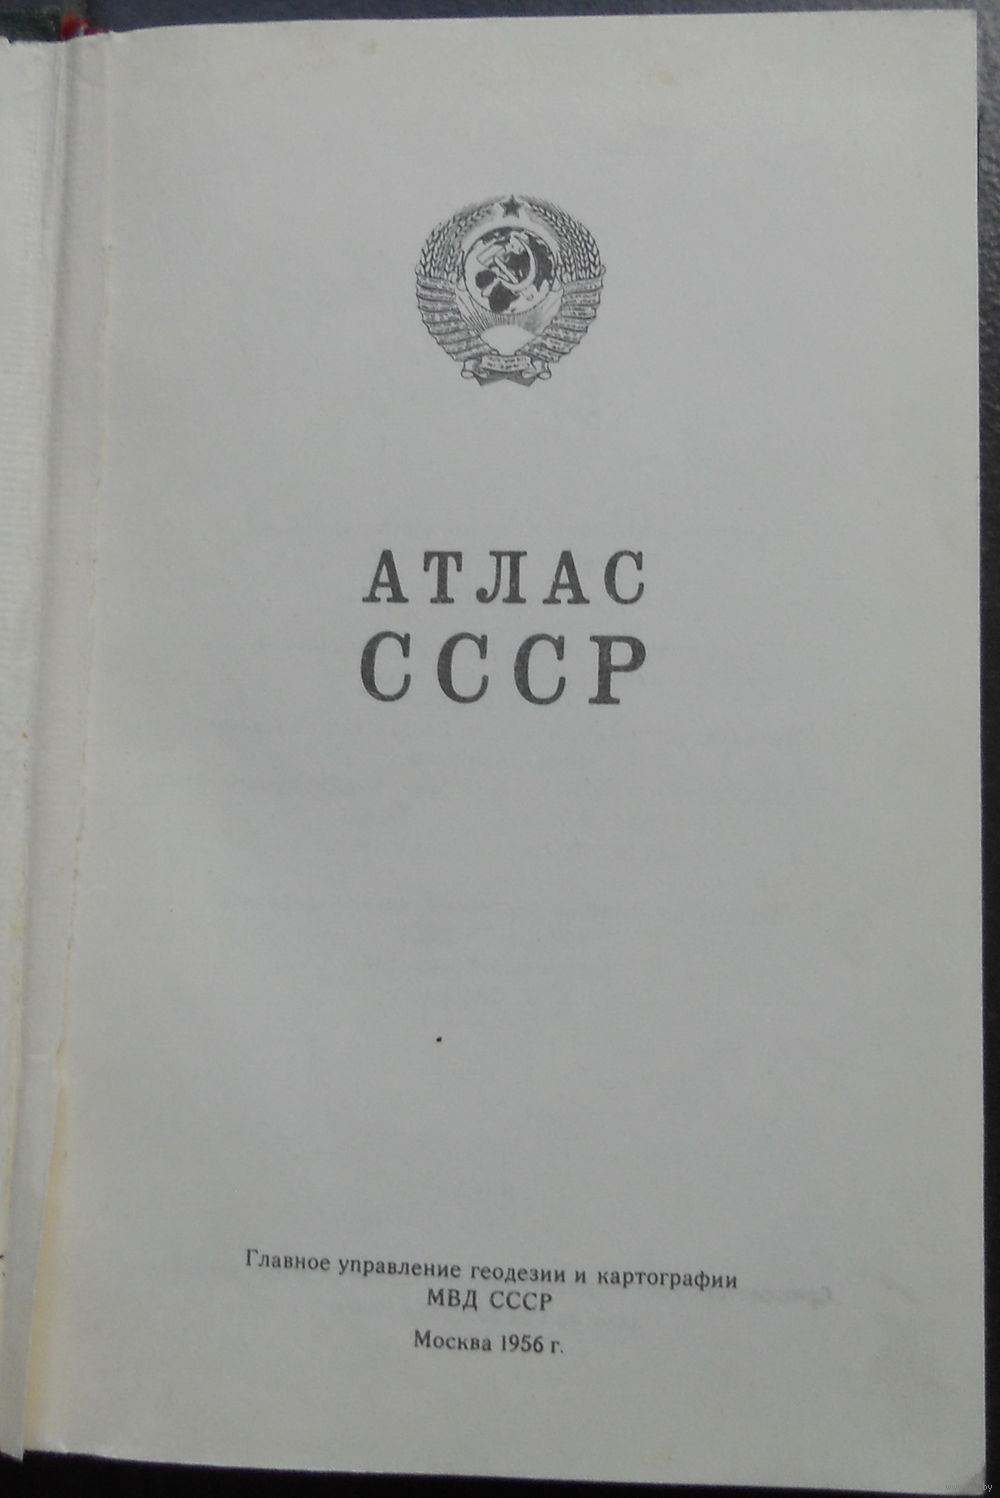 АТЛАС
СССР
Главное управление геодезии и картографии
МВД СССР
Москва 1956 г.